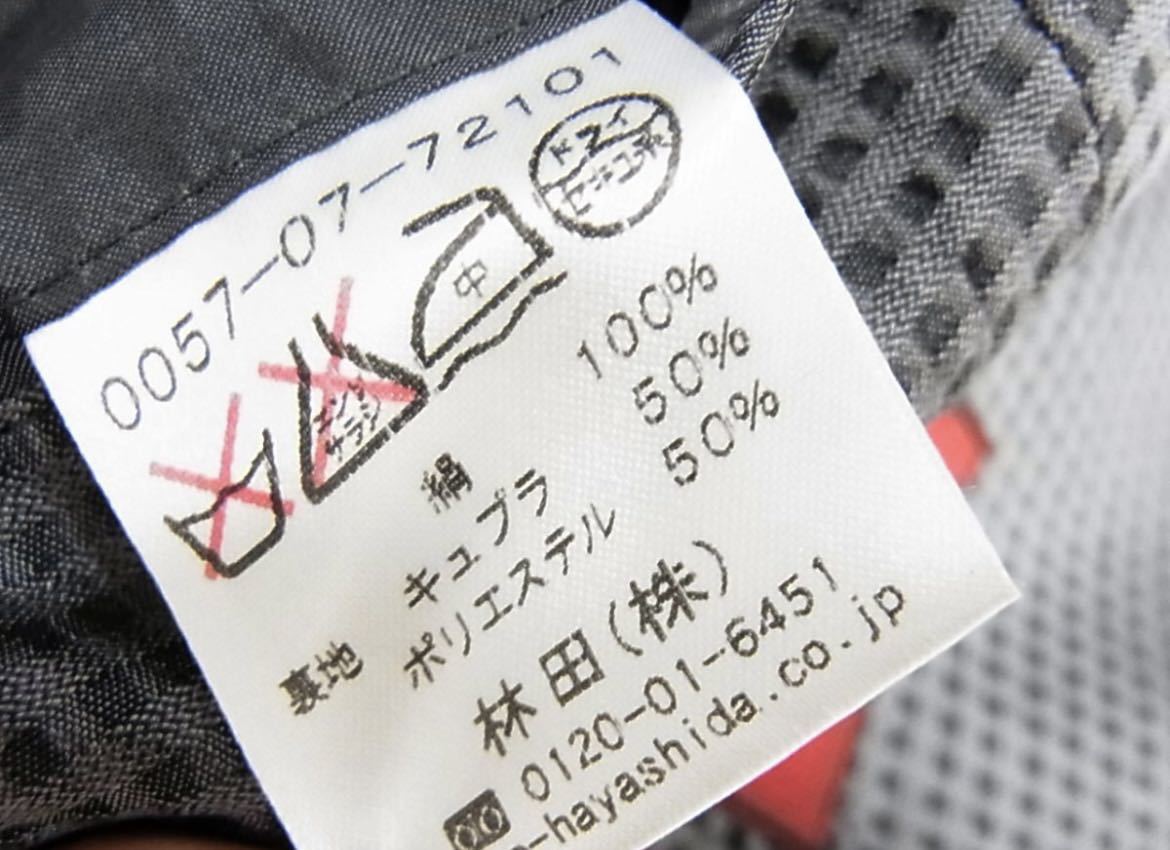 0057-07-72101
エンソ
サラシ
中
ドライ
セキユ系
絹 100%
キュプラ 50%
裏地 ポリエステル 50%
林田(株)
0120-01-6451
-hayashida.co.jp